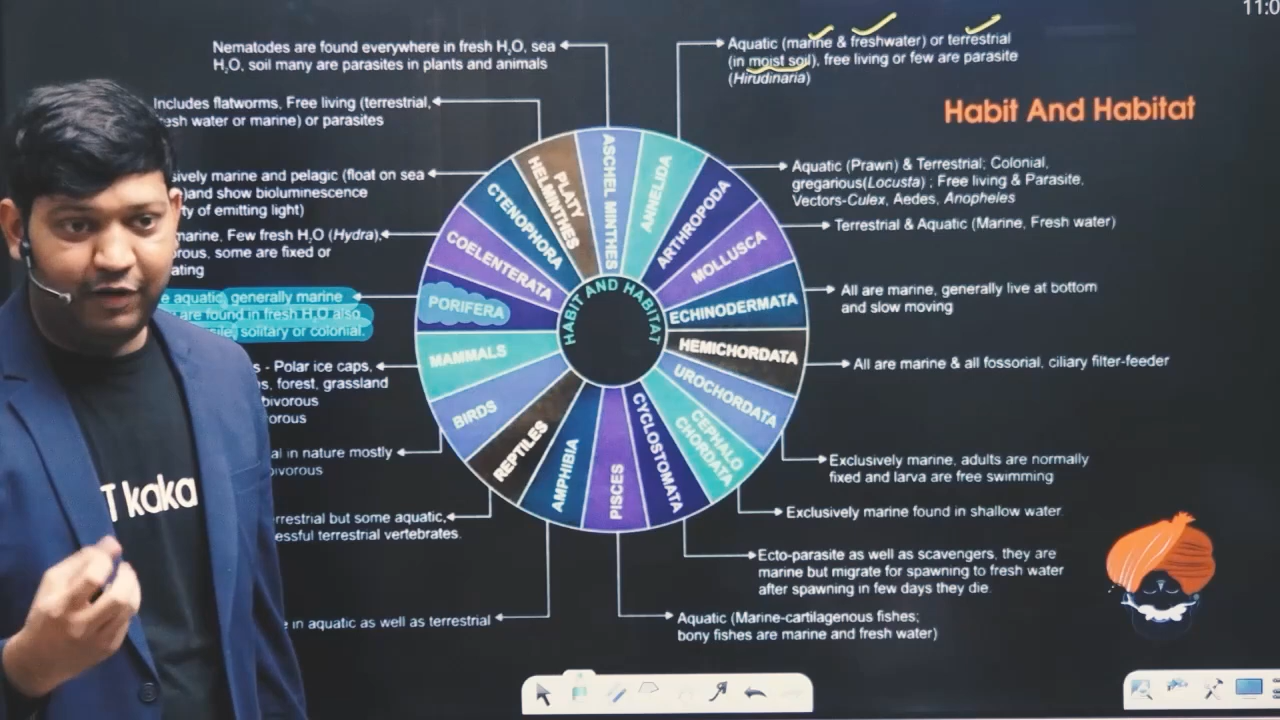 11:0
Habit And Habitat
Nematodes are found everywhere in fresh H₂O, sea
H₂O, soil many are parasites in plants and animals
Includes flatworms, Free living (terrestrial,
water or marine) or parasites
marine and pelagic (float on sea
and show bioluminescence
of emitting light)
marine, Few fresh H₂O (Hydra),
some are fixed or
aquatic, generally marine
are found in fresh H₂O also
solitary or colonial.
- Polar ice caps,
forest, grassland
in nature mostly
but some aquatic,
terrestrial vertebrates.
in aquatic as well as terrestrial
Aquatic (marine & freshwater) or terrestrial
(in moist soil), free living or few are parasite
(Hirudinaria)
Aquatic (Prawn) & Terrestrial; Colonial,
gregarious(Locusta) ; Free living & Parasite,
Vectors-Culex, Aedes, Anopheles
Terrestrial & Aquatic (Marine, Fresh water)
All are marine, generally live at bottom
and slow moving
All are marine & all fossorial, ciliary filter-feeder
Exclusively marine, adults are normally
fixed and larva are free swimming
Exclusively marine found in shallow water
Ecto-parasite as well as scavengers, they are
marine but migrate for spawning to fresh water
after spawning in few days they die.
Aquatic (Marine-cartilagenous fishes;
bony fishes are marine and fresh water)
HABIT AND HABITAT
ASCHEL MINTHES
ANNELIDA
ARTHROPODA
MOLLUSCA
ECHINODERMATA
HEMICHORDATA
UROCHORDATA
CEPHALO
CHORDATA
CYCLOSTOMATA
PISCES
AMPHIBIA
REPTILES
BIRDS
MAMMALS
PORIFERA
COELENTERATA
CTENOPHORA
PLATY
HELMINTHES
T kaka